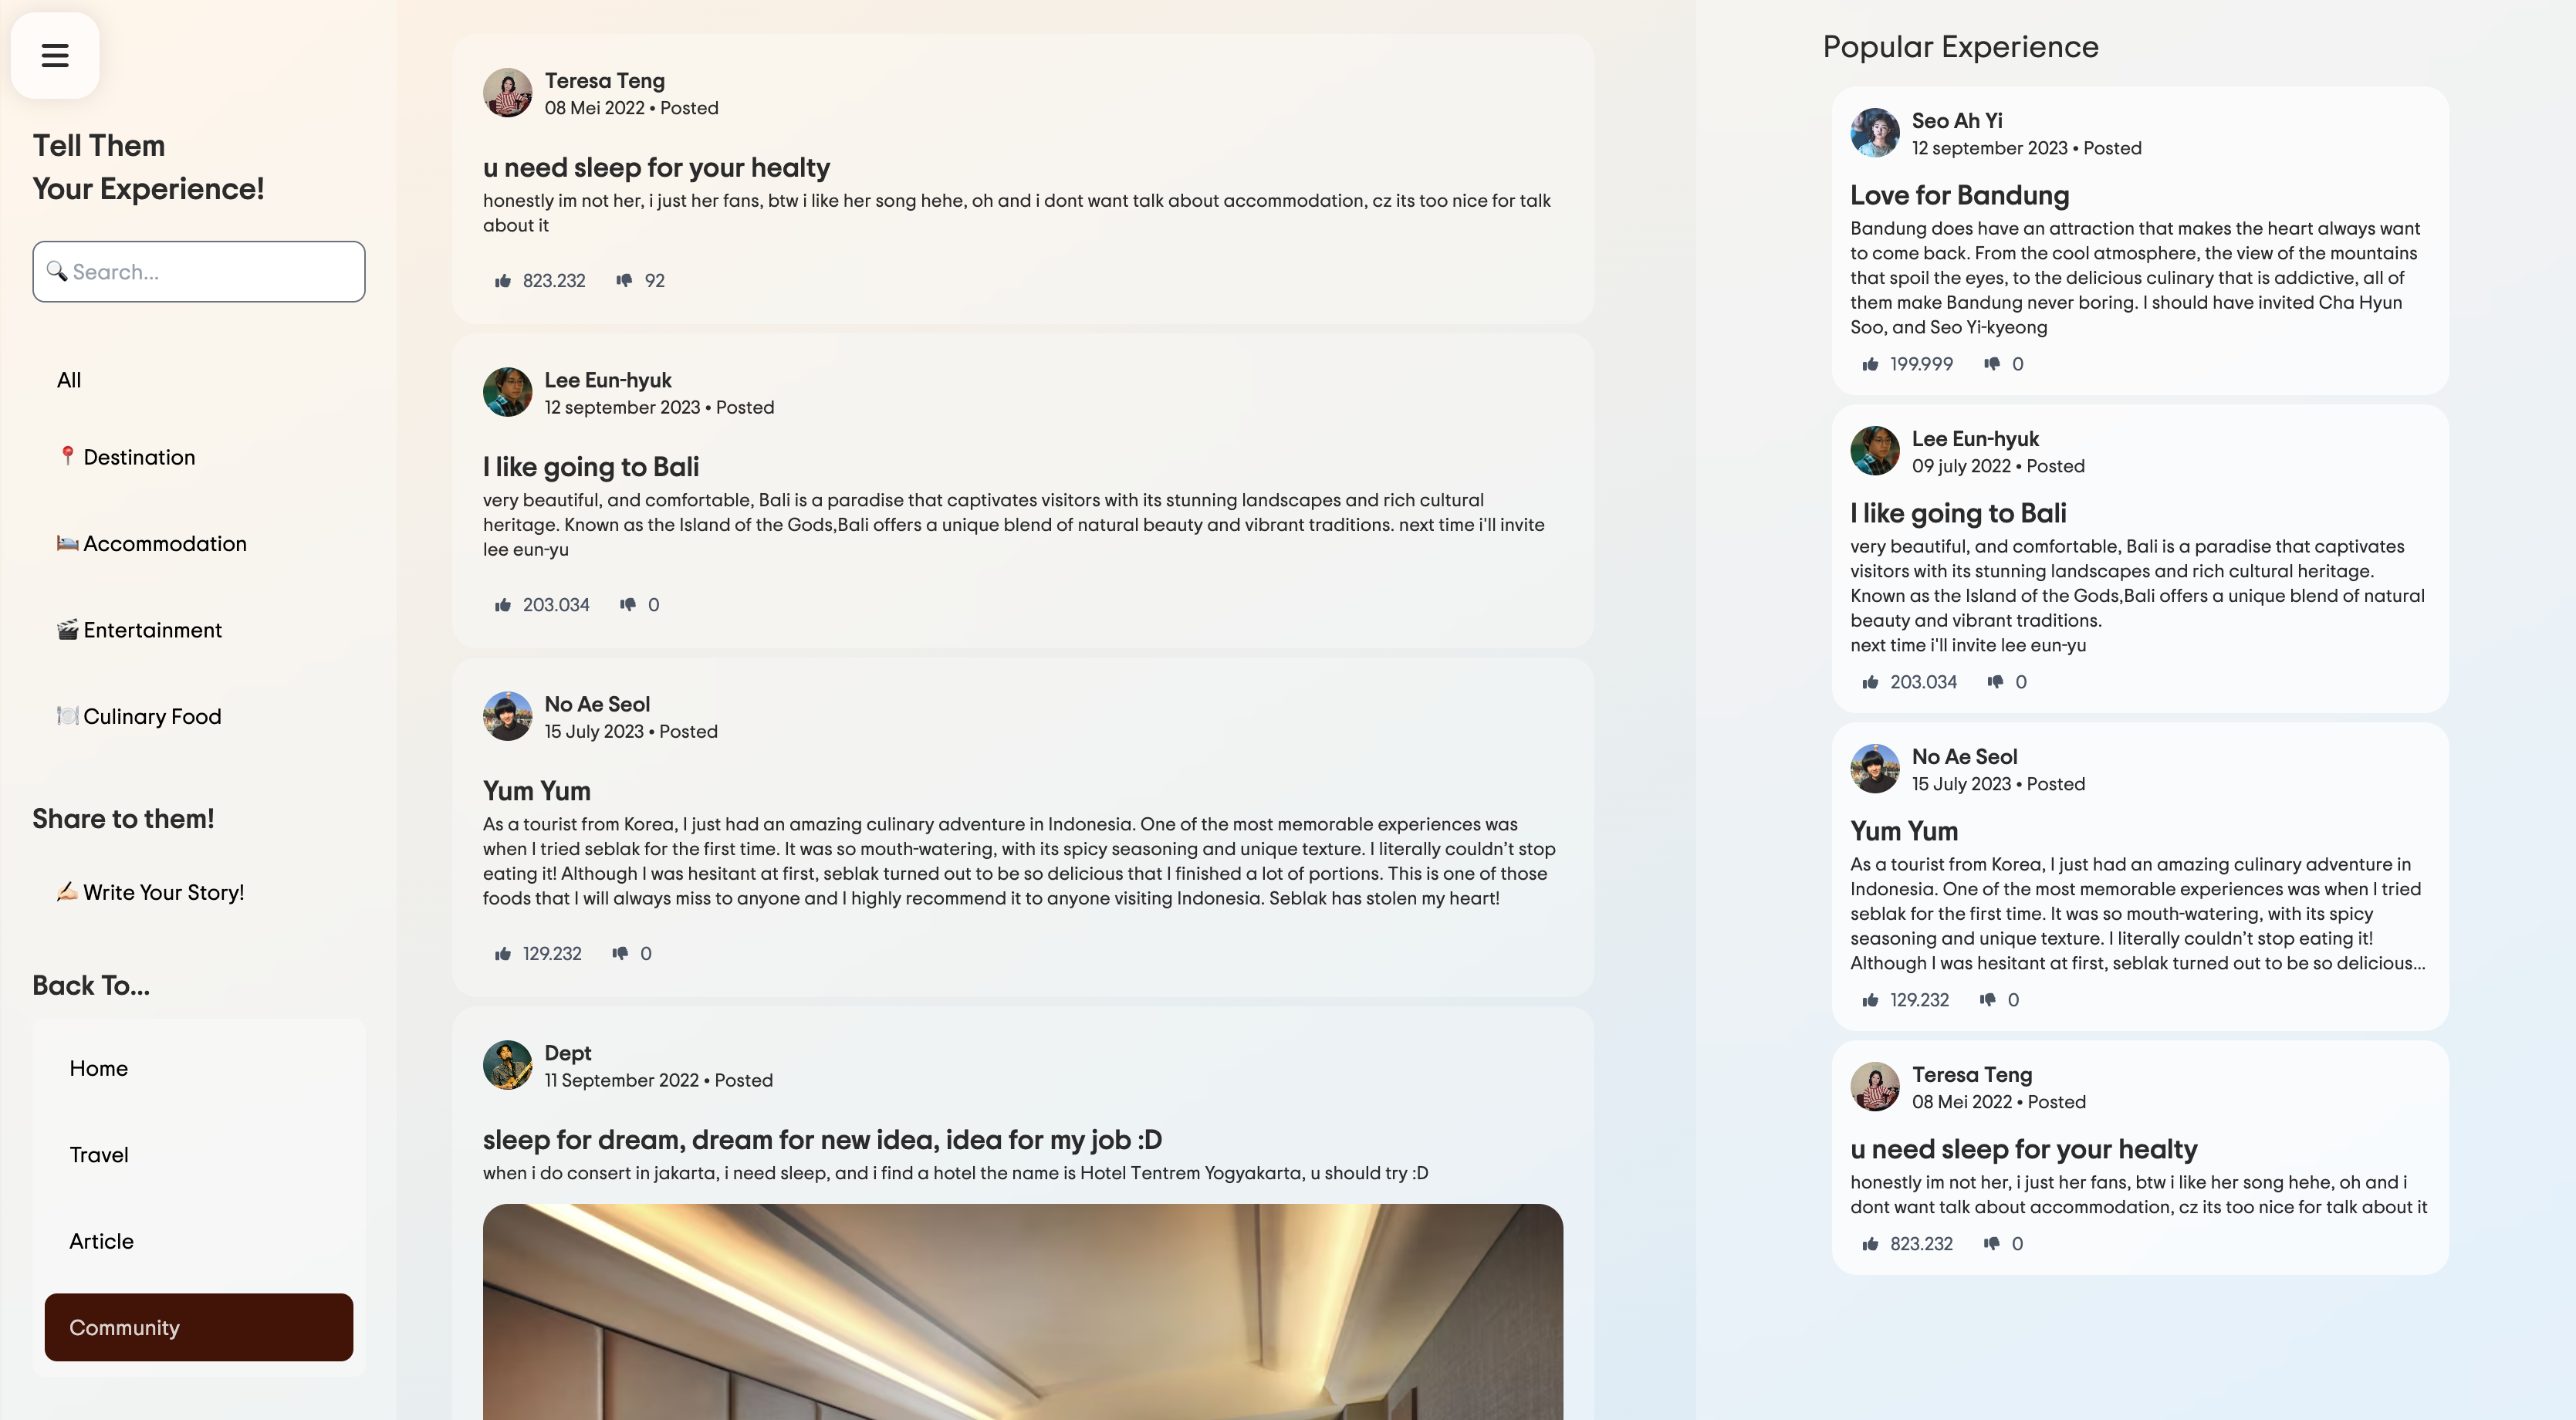 Tell Them
Your Experience!
Search...
All
Destination
Accommodation
Entertainment
Culinary Food
Share to them!
Write Your Story!
Back To...
Home
Travel
Article
Community
Teresa Teng
08 Mei 2022 • Posted
u need sleep for your healty
honestly im not her, i just her fans, btw i like her song hehe, oh and i dont want talk about accommodation, cz its too nice for talk
about it
823.232 92
Lee Eun-hyuk
12 september 2023 • Posted
I like going to Bali
very beautiful, and comfortable, Bali is a paradise that captivates visitors with its stunning landscapes and rich cultural
heritage. Known as the Island of the Gods,Bali offers a unique blend of natural beauty and vibrant traditions. next time i'll invite
lee eun-yu
203.034 0
No Ae Seol
15 July 2023 • Posted
Yum Yum
As a tourist from Korea, I just had an amazing culinary adventure in Indonesia. One of the most memorable experiences was
when I tried seblak for the first time. It was so mouth-watering, with its spicy seasoning and unique texture. I literally couldn’t stop
eating it! Although I was hesitant at first, seblak turned out to be so delicious that I finished a lot of portions. This is one of those
foods that I will always miss to anyone and I highly recommend it to anyone visiting Indonesia. Seblak has stolen my heart!
129.232 0
Dept
11 September 2022 • Posted
sleep for dream, dream for new idea, idea for my job :D
when i do consert in jakarta, i need sleep, and i find a hotel the name is Hotel Tentrem Yogyakarta, u should try :D
Popular Experience
Seo Ah Yi
12 september 2023 • Posted
Love for Bandung
Bandung does have an attraction that makes the heart always want
to come back. From the cool atmosphere, the view of the mountains
that spoil the eyes, to the delicious culinary that is addictive, all of
them make Bandung never boring. I should have invited Cha Hyun
Soo, and Seo Yi-kyeong
199.999 0
Lee Eun-hyuk
09 july 2022 • Posted
I like going to Bali
very beautiful, and comfortable, Bali is a paradise that captivates
visitors with its stunning landscapes and rich cultural heritage.
Known as the Island of the Gods,Bali offers a unique blend of natural
beauty and vibrant traditions.
next time i'll invite lee eun-yu
203.034 0
No Ae Seol
15 July 2023 • Posted
Yum Yum
As a tourist from Korea, I just had an amazing culinary adventure in
Indonesia. One of the most memorable experiences was when I tried
seblak for the first time. It was so mouth-watering, with its spicy
seasoning and unique texture. I literally couldn’t stop eating it!
Although I was hesitant at first, seblak turned out to be so delicious...
129.232 0
Teresa Teng
08 Mei 2022 • Posted
u need sleep for your healty
honestly im not her, i just her fans, btw i like her song hehe, oh and i
dont want talk about accommodation, cz its too nice for talk about it
823.232 0